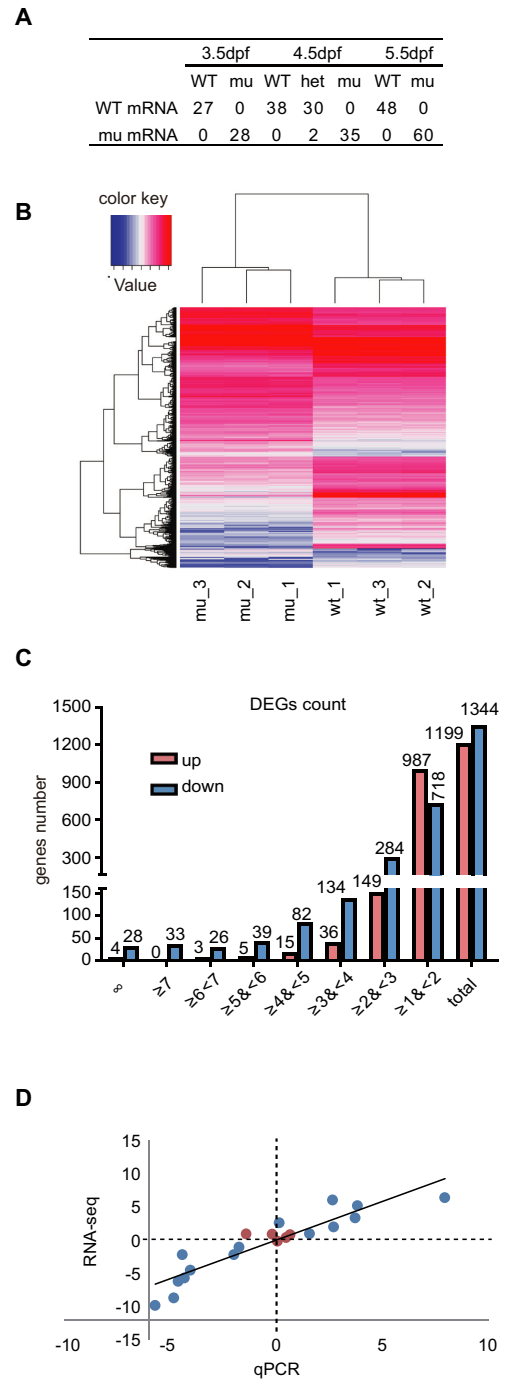 A
3.5dpf 4.5dpf 5.5dpf
WT mu WT het mu WT mu
WT mRNA 27 0 38 30 0 48 0
mu mRNA 0 28 0 2 35 0 60
B
color key
Value
mu_3 mu_2 mu_1 wt_1 wt_3 wt_2
C
DEGs count
genes number
1500
1200
900
600
300
150
100
50
0
up
down
4 28 0 33 3 26 5 39 15 82 36 134 149 284 987 718 1199 1344
∞ ≥7 ≥6<7 ≥5&<6 ≥4&<5 ≥3&<4 ≥2&<3 ≥1&<2 total
D
RNA-seq
15
10
5
0
-5
-10
-15
-10 -5 0 5 10
qPCR